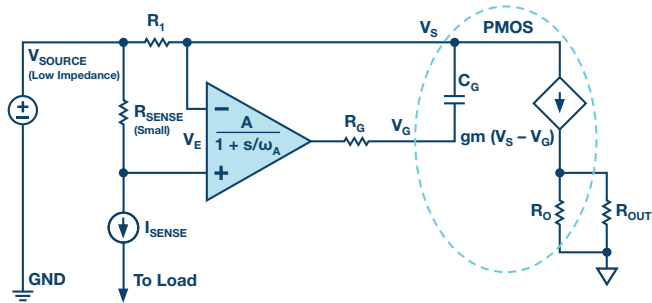 R1
VS
PMOS
VSOURCE
(Low Impedance)
CG
RSENSE
(Small)
A
1 + s/ωA
RG
VG
gm (VS – VG)
VE
ISENSE
RO
ROUT
GND
To Load